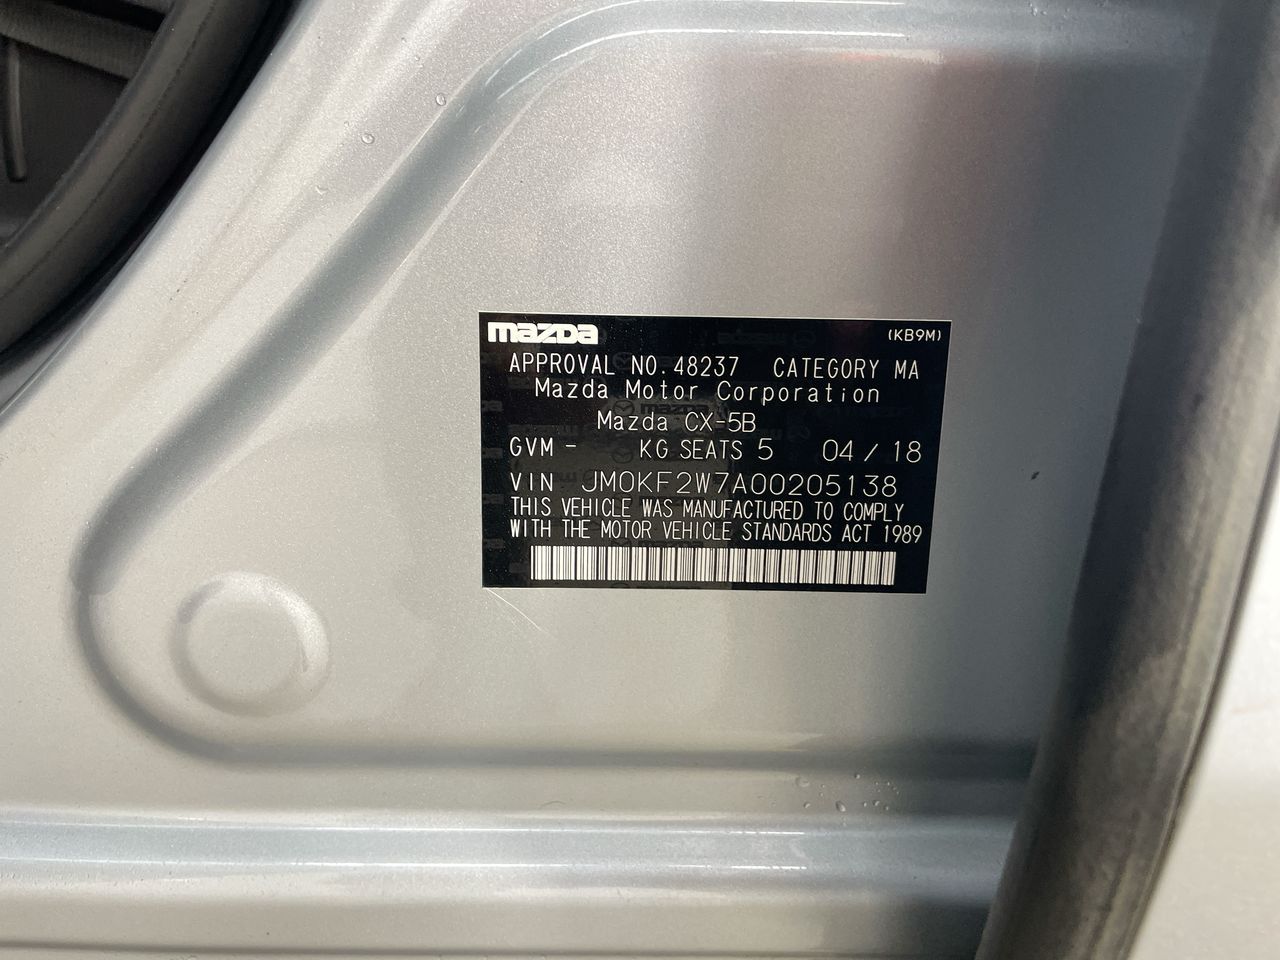 mazda (KB9M)
APPROVAL NO. 48237 CATEGORY MA
Mazda Motor Corporation
Mazda CX-5B
GVM - KG SEATS 5 04/18
VIN JM0KF2W7A00205138
THIS VEHICLE WAS MANUFACTURED TO COMPLY
WITH THE MOTOR VEHICLE STANDARDS ACT 1989